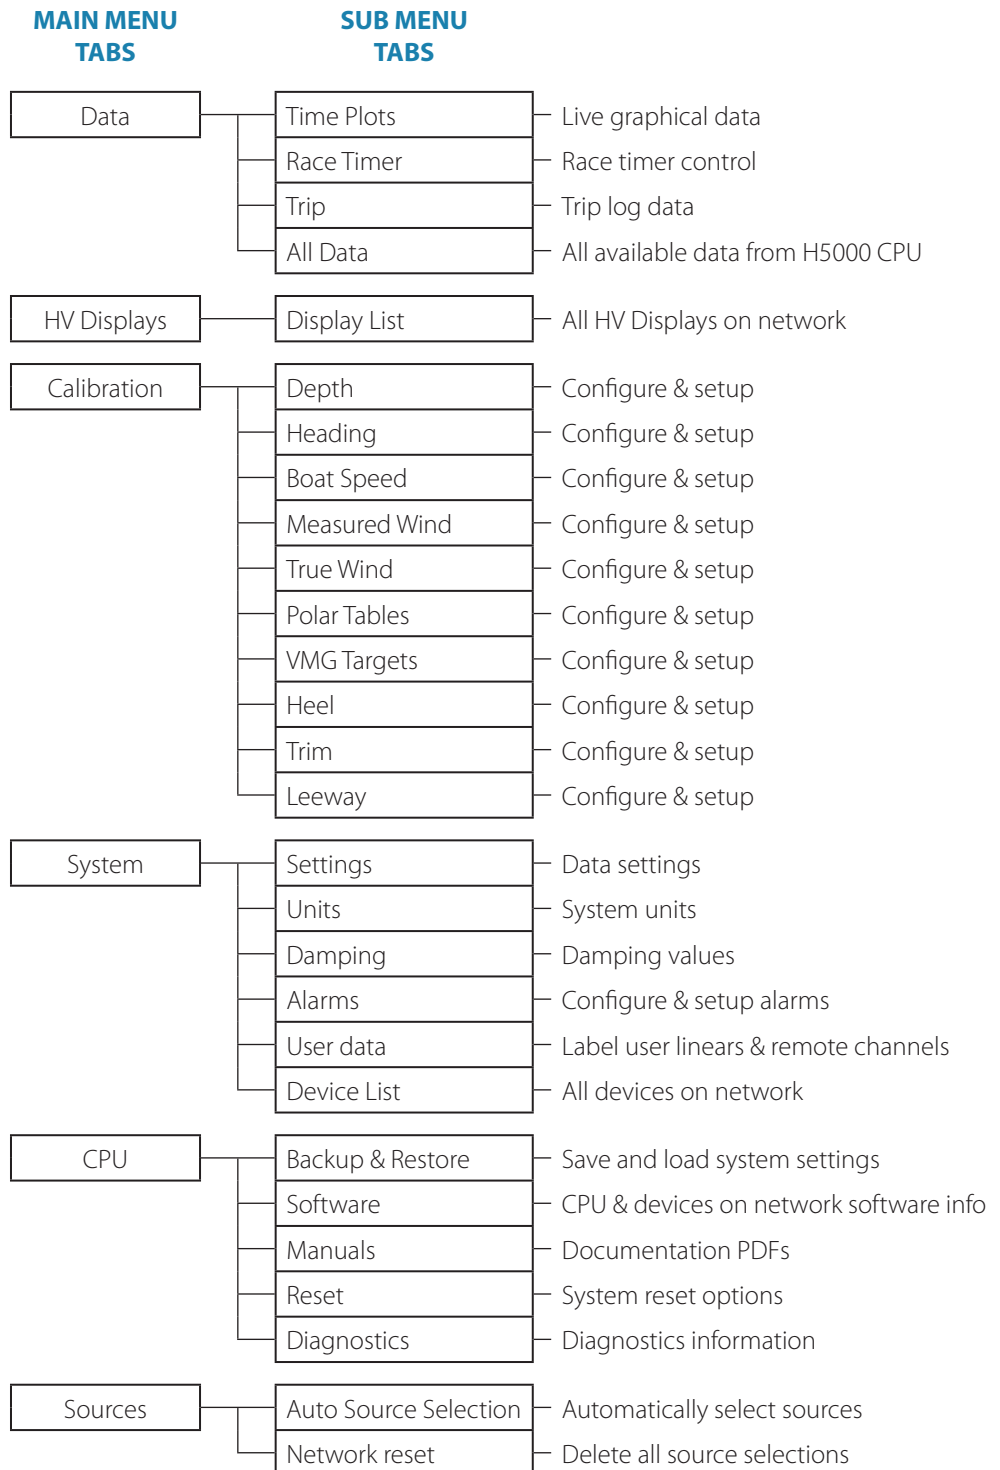 MAIN MENU TABS
SUB MENU TABS
Data
Time Plots
Live graphical data
Race Timer
Race timer control
Trip
Trip log data
All Data
All available data from H5000 CPU
HV Displays
Display List
All HV Displays on network
Calibration
Depth
Configure & setup
Heading
Configure & setup
Boat Speed
Configure & setup
Measured Wind
Configure & setup
True Wind
Configure & setup
Polar Tables
Configure & setup
VMG Targets
Configure & setup
Heel
Configure & setup
Trim
Configure & setup
Leeway
Configure & setup
System
Settings
Data settings
Units
System units
Damping
Damping values
Alarms
Configure & setup alarms
User data
Label user linears & remote channels
Device List
All devices on network
CPU
Backup & Restore
Save and load system settings
Software
CPU & devices on network software info
Manuals
Documentation PDFs
Reset
System reset options
Diagnostics
Diagnostics information
Sources
Auto Source Selection
Automatically select sources
Network reset
Delete all source selections